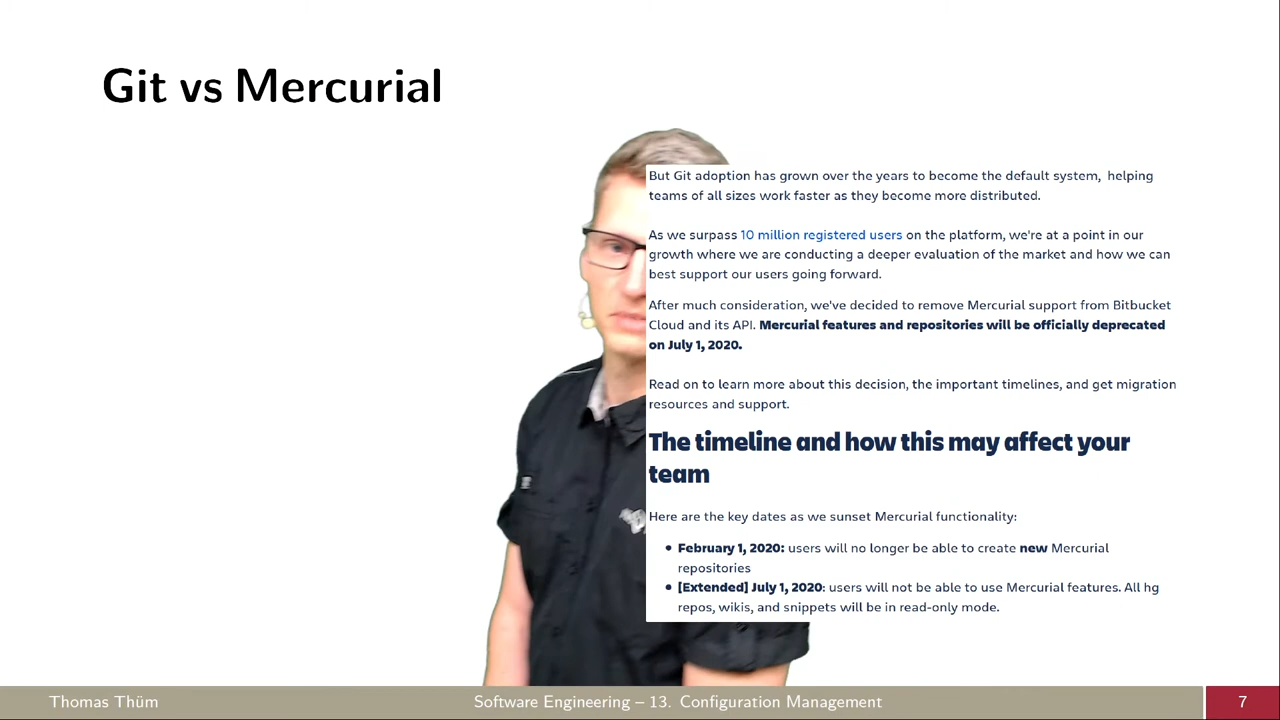 Git vs Mercurial
But Git adoption has grown over the years to become the default system, helping
teams of all sizes work faster as they become more distributed.
As we surpass 10 million registered users on the platform, we're at a point in our
growth where we are conducting a deeper evaluation of the market and how we can
best support our users going forward.
After much consideration, we've decided to remove Mercurial support from Bitbucket
Cloud and its API. Mercurial features and repositories will be officially deprecated
on July 1, 2020.
Read on to learn more about this decision, the important timelines, and get migration
resources and support.
The timeline and how this may affect your
team
Here are the key dates as we sunset Mercurial functionality:
• February 1, 2020: users will no longer be able to create new Mercurial
repositories
• [Extended] July 1, 2020: users will not be able to use Mercurial features. All hg
repos, wikis, and snippets will be in read-only mode.
Thomas Thüm
Software Engineering – 13. Configuration Management
7